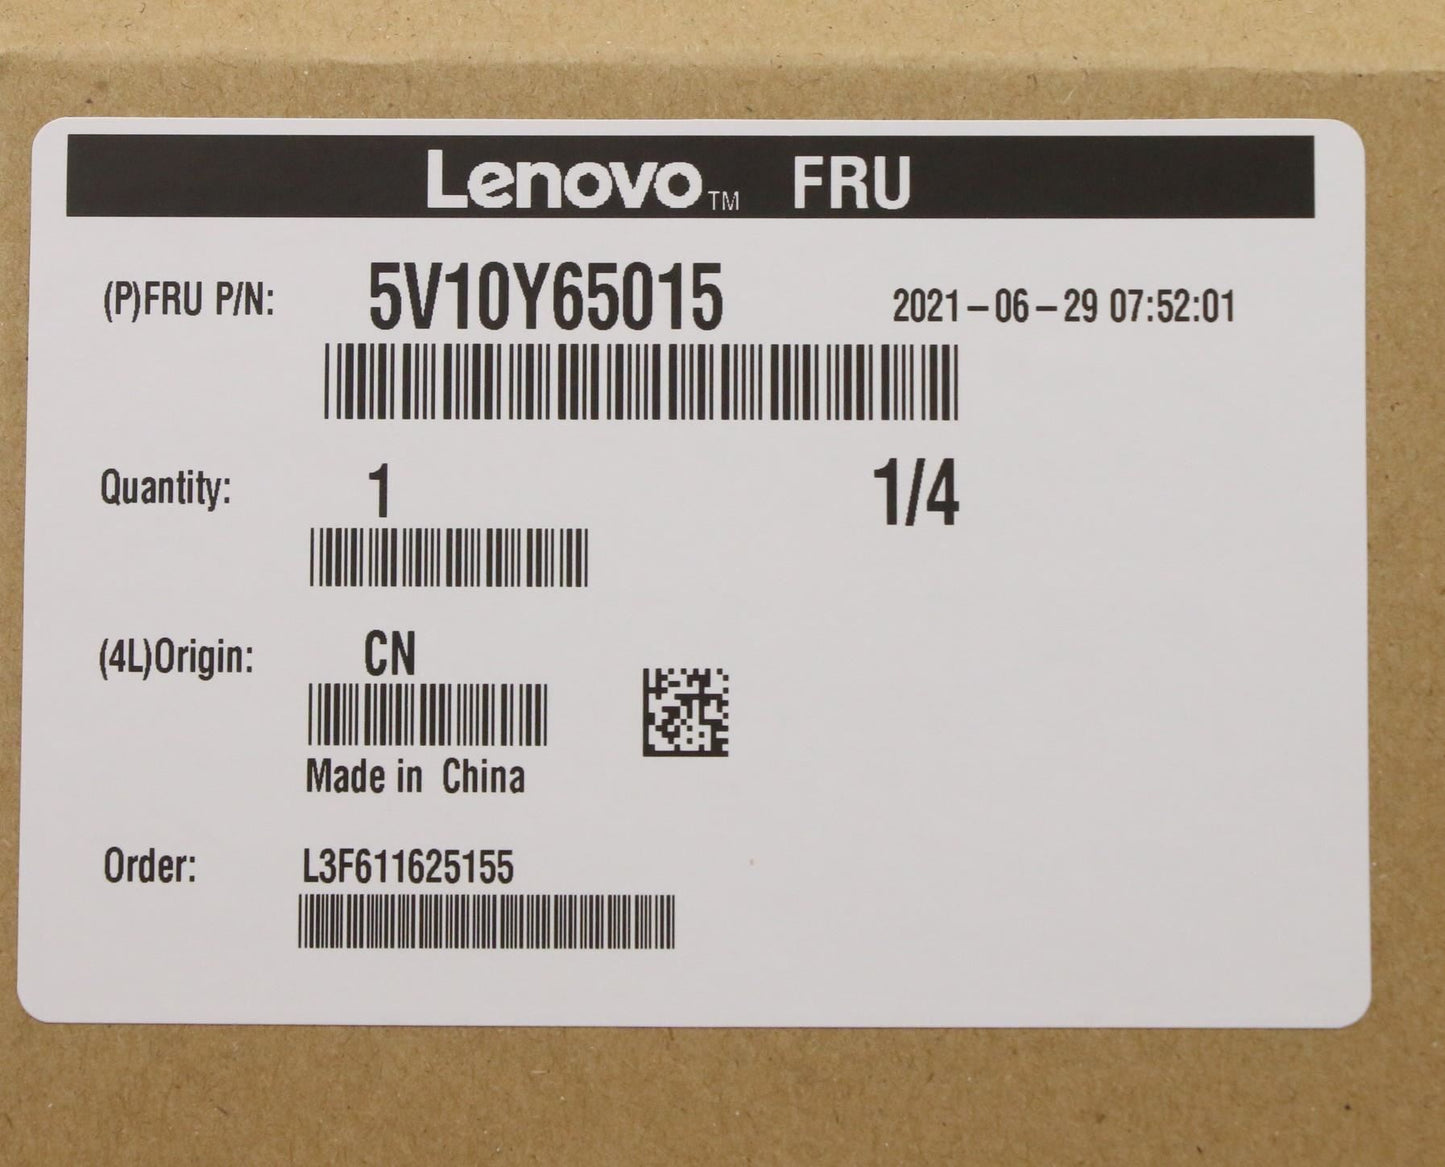 Lenovo™ FRU
(P)FRU P/N: 5V10Y65015 2021-06-29 07:52:01
Quantity: 1 1/4
(4L)Origin: CN
Made in China
Order: L3F611625155